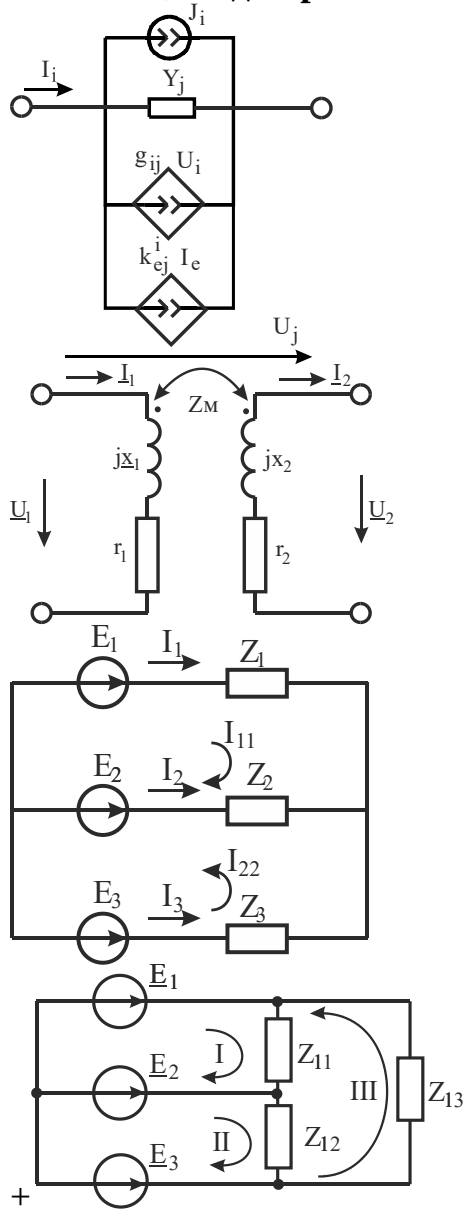 J_i
I_i
Y_j
g_ij U_i
k^i_ej I_e
U_j
I_1 Z_M I_2
jx_1 jx_2
U_1 U_2
r_1 r_2
E_1 I_1 Z_1
I_11
E_2 I_2 Z_2
I_22
E_3 I_3 Z_3
E_1
E_2 I Z_11 III Z_13
II Z_12
E_3
+